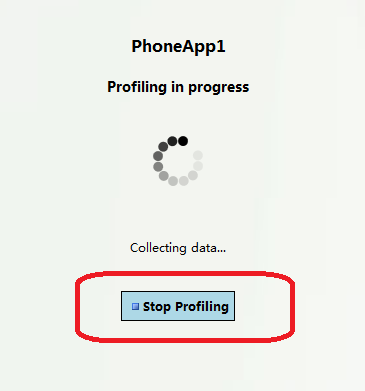 PhoneApp1
Profiling in progress
Collecting data...
Stop Profiling